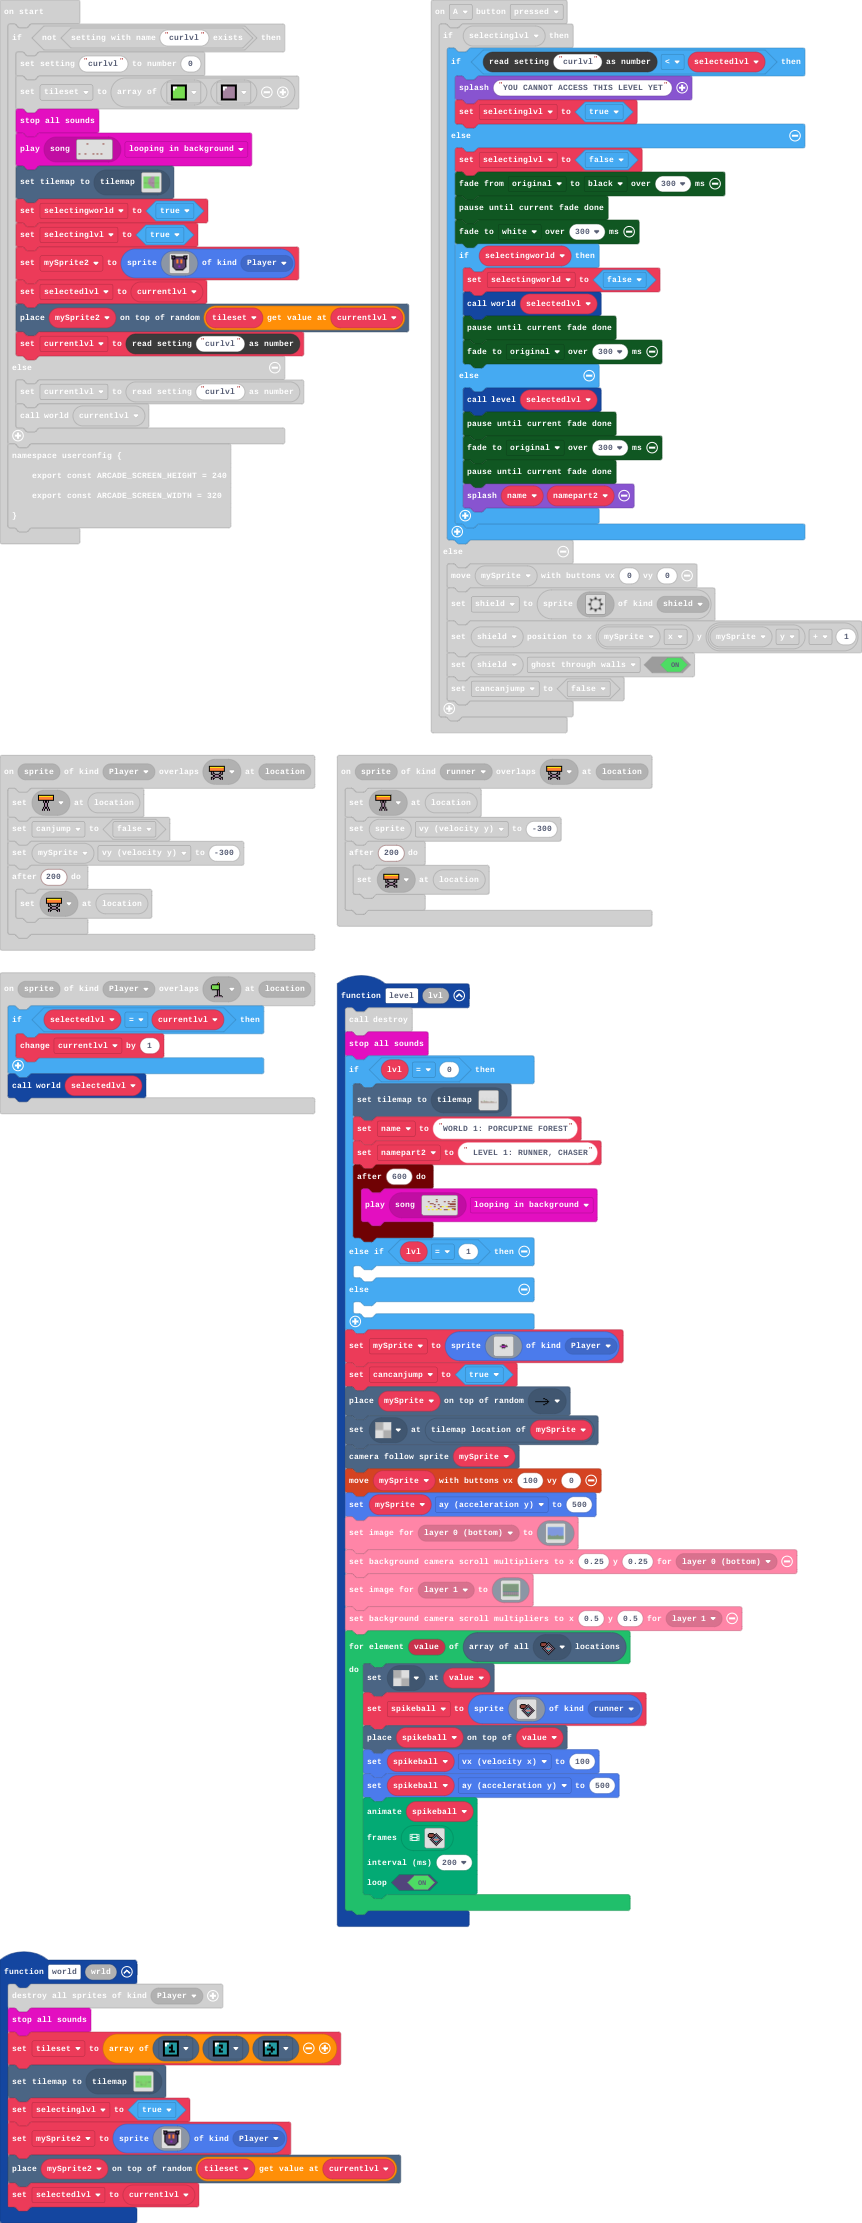 on start
if not setting with name "curlvl" exists then
set setting "curlvl" to number 0
set tileset to array of
stop all sounds
play song looping in background
set tilemap to tilemap
set selectingworld to true
set selectinglvl to true
set mySprite2 to sprite of kind Player
set selectedlvl to currentlvl
place mySprite2 on top of random tileset get value at currentlvl
set currentlvl to read setting "curlvl" as number
else
set currentlvl to read setting "curlvl" as number
call world currentlvl
namespace userconfig {
export const ARCADE_SCREEN_HEIGHT = 240
export const ARCADE_SCREEN_WIDTH = 320
}
on A button pressed
if selectinglvl then
if read setting "curlvl" as number < selectedlvl then
splash "YOU CANNOT ACCESS THIS LEVEL YET"
set selectinglvl to true
else
set selectinglvl to false
fade from original to black over 300 ms
pause until current fade done
fade to white over 300 ms
if selectingworld then
set selectingworld to false
call world selectedlvl
pause until current fade done
fade to original over 300 ms
else
call level selectedlvl
pause until current fade done
fade to original over 300 ms
pause until current fade done
splash name namepart2
else
move mySprite with buttons vx 0 vy 0
set shield to sprite of kind shield
set shield position to x mySprite x y mySprite y + 1
set shield ghost through walls ON
set cancanjump to false
on sprite of kind Player overlaps at location
set at location
set canjump to false
set mySprite vy (velocity y) to -300
after 200 do
set at location
on sprite of kind runner overlaps at location
set at location
set sprite vy (velocity y) to -300
after 200 do
set at location
on sprite of kind Player overlaps at location
if selectedlvl = currentlvl then
change currentlvl by 1
call world selectedlvl
function level lvl
call destroy
stop all sounds
if lvl = 0 then
set tilemap to tilemap
set name to "WORLD 1: PORCUPINE FOREST"
set namepart2 to " LEVEL 1: RUNNER, CHASER"
after 600 do
play song looping in background
else if lvl = 1 then
else
set mySprite to sprite of kind Player
set cancanjump to true
place mySprite on top of random
set at tilemap location of mySprite
camera follow sprite mySprite
move mySprite with buttons vx 100 vy 0
set mySprite ay (acceleration y) to 500
set image for layer 0 (bottom) to
set background camera scroll multipliers to x 0.25 y 0.25 for layer 0 (bottom)
set image for layer 1 to
set background camera scroll multipliers to x 0.5 y 0.5 for layer 1
for element value of array of all locations
do
set at value
set spikeball to sprite of kind runner
place spikeball on top of value
set spikeball vx (velocity x) to 100
set spikeball ay (acceleration y) to 500
animate spikeball
frames
interval (ms) 200
loop ON
function world wrld
destroy all sprites of kind Player
stop all sounds
set tileset to array of 1 2
set tilemap to tilemap
set selectinglvl to true
set mySprite2 to sprite of kind Player
place mySprite2 on top of random tileset get value at currentlvl
set selectedlvl to currentlvl